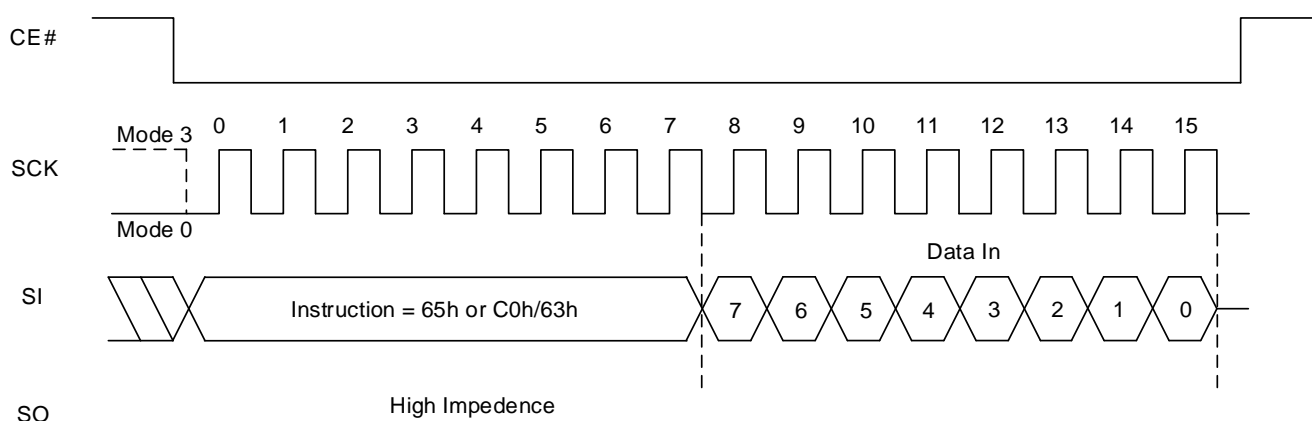 CE#
Mode 3 0 1 2 3 4 5 6 7 8 9 10 11 12 13 14 15
SCK
Mode 0
Data In
SI
Instruction = 65h or C0h/63h 7 6 5 4 3 2 1 0
High Impedence
SO